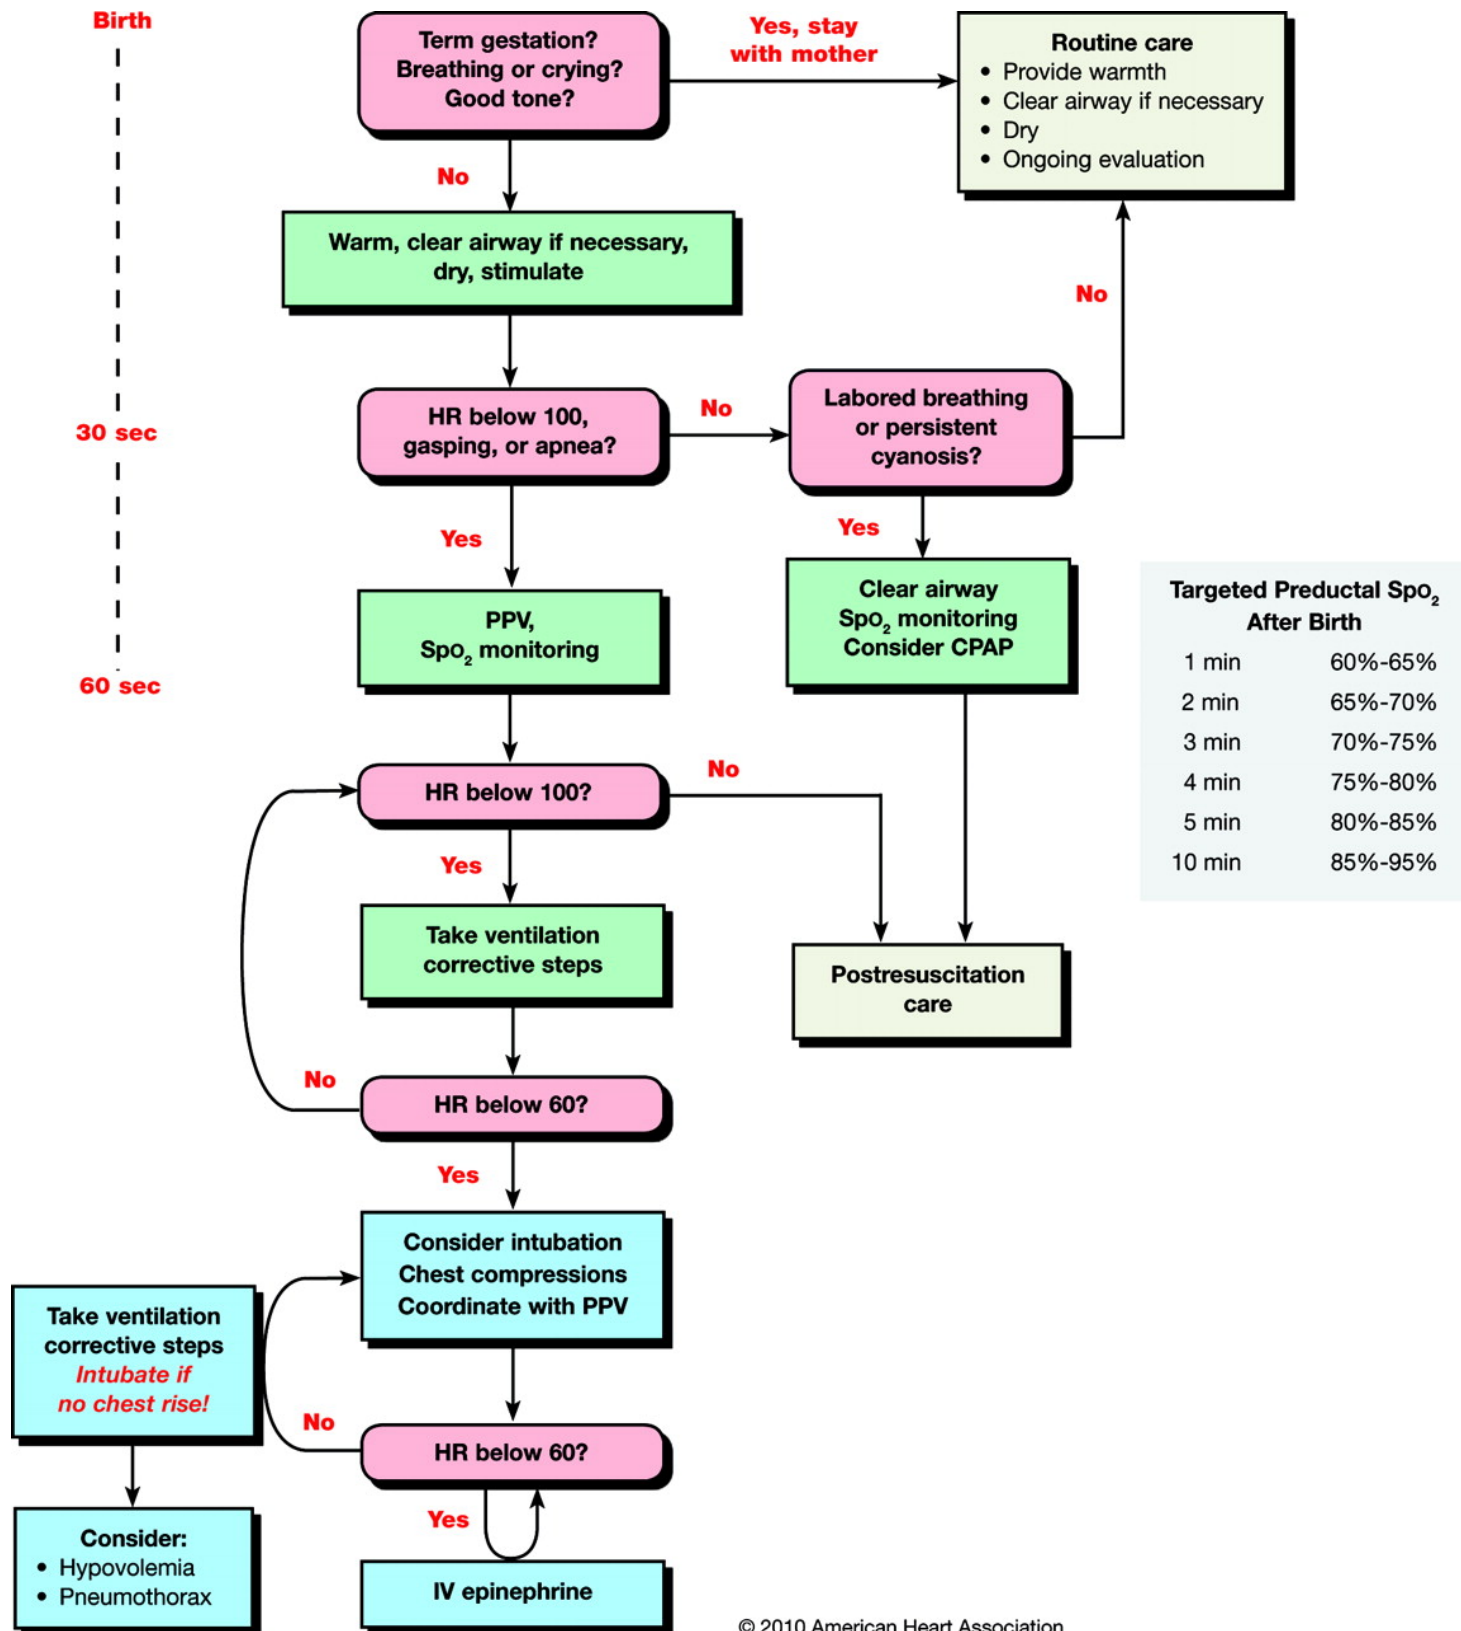 Birth
Term gestation?
Breathing or crying?
Good tone?
Yes, stay
with mother
Routine care
• Provide warmth
• Clear airway if necessary
• Dry
• Ongoing evaluation
No
Warm, clear airway if necessary,
dry, stimulate
No
30 sec
HR below 100,
gasping, or apnea?
No
Labored breathing
or persistent
cyanosis?
Yes
Yes
PPV,
SpO₂ monitoring
Clear airway
SpO₂ monitoring
Consider CPAP
60 sec
Targeted Preductal SpO₂
After Birth
1 min 60%-65%
2 min 65%-70%
3 min 70%-75%
4 min 75%-80%
5 min 80%-85%
10 min 85%-95%
HR below 100?
No
Yes
Take ventilation
corrective steps
Postresuscitation
care
No
HR below 60?
Yes
Consider intubation
Chest compressions
Coordinate with PPV
Take ventilation
corrective steps
Intubate if
no chest rise!
No
HR below 60?
Yes
Consider:
• Hypovolemia
• Pneumothorax
IV epinephrine
© 2010 American Heart Association